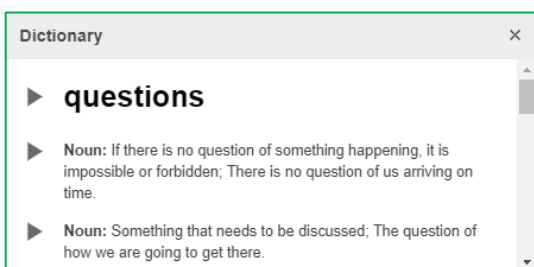 Dictionary
questions
Noun: If there is no question of something happening, it is
impossible or forbidden; There is no question of us arriving on
time.
Noun: Something that needs to be discussed; The question of
how we are going to get there.